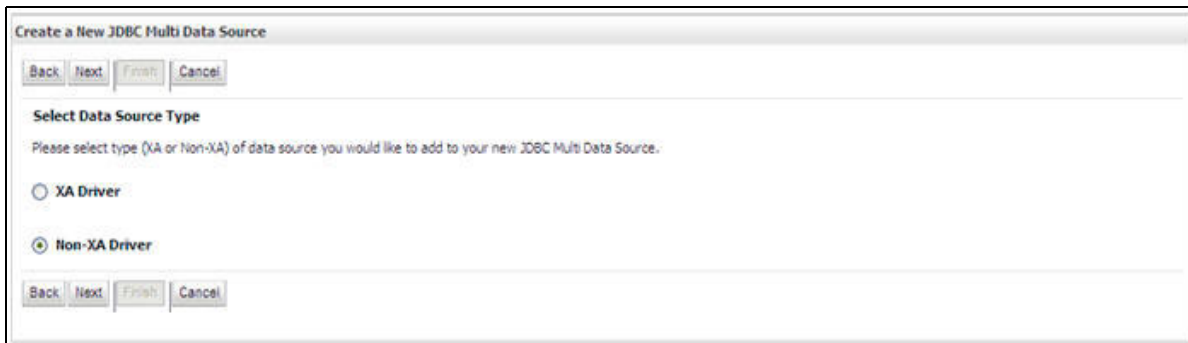 Create a New JDBC Multi Data Source
Back Next Finish Cancel
Select Data Source Type
Please select type (XA or Non-XA) of data source you would like to add to your new JDBC Multi Data Source.
XA Driver
Non-XA Driver
Back Next Finish Cancel